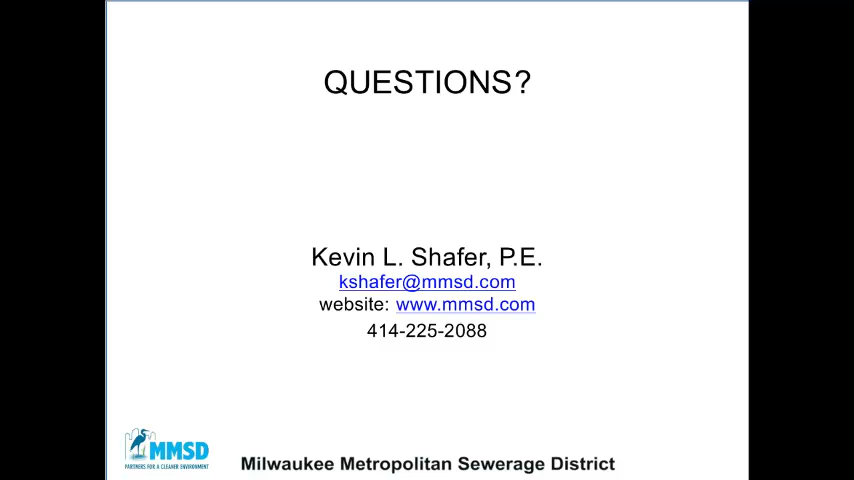 QUESTIONS?
Kevin L. Shafer, P.E.
kshafer@mmsd.com
website: www.mmsd.com
414-225-2088
MMSD
PARTNERS FOR A CLEANER ENVIRONMENT
Milwaukee Metropolitan Sewerage District